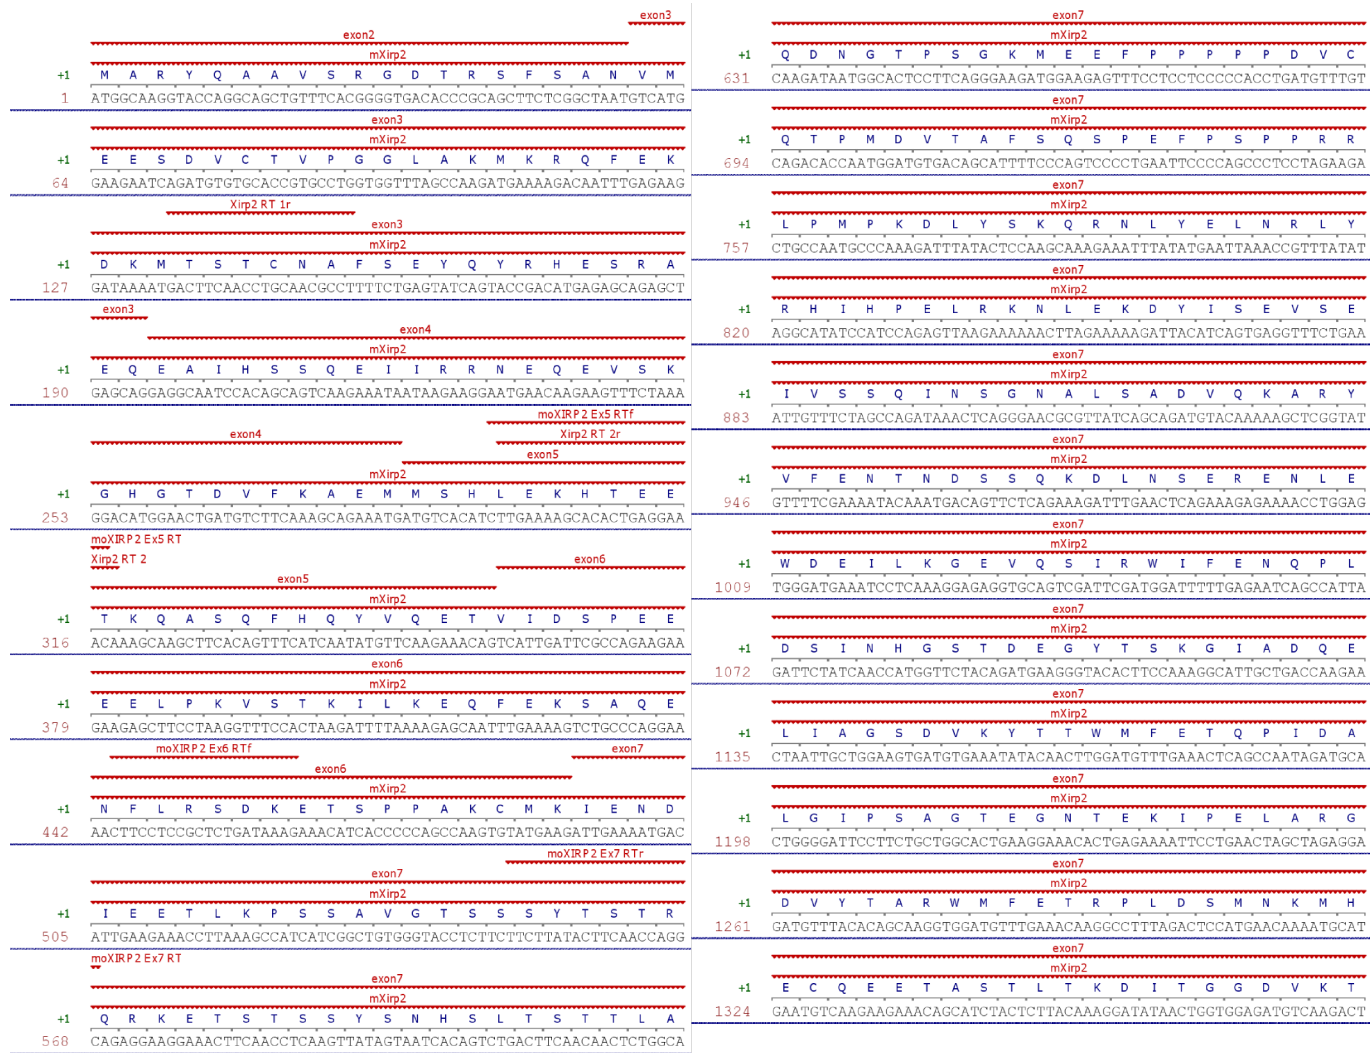 exon3
exon2
mXirp2
+1 M A R Y Q A A V S R G D T R S F S A N V M
1 ATGGCAAGGTACCAGGCAGCTGTTTCACGGGGTGACACCCGCAGCTTCTCGGCTAATGTCATG
exon3
mXirp2
+1 E E S D V C T V P G G L A K M K R Q F E K
64 GAAGAATCAGATGTGTGCACCGTGCCTGGTGGTTTAGCCAAGATGAAAAGACAATTTGAGAAG
Xirp2 RT 1r
exon3
mXirp2
+1 D K M T S T C N A F S E Y Q Y R H E S R A
127 GATAAAATGACTTCAACCTGCAACGCCTTTTCTGAGTATCAGTACCGACATGAGAGCAGAGCT
exon3
exon4
mXirp2
+1 E Q E A I H S S Q E I I R R N E Q E V S K
190 GAGCAGGAGGCAATCCACAGCAGTCAAGAAATAATAAGAAGGAATGAACAAGAAGTTTCTAAA
moXIRP2 Ex5 RTf
exon4 Xirp2 RT 2r
exon5
mXirp2
+1 G H G T D V F K A E M M S H L E K H T E E
253 GGACATGGAACTGATGTCTTCAAAGCAGAAATGATGTCACATCTTGAAAAGCACACTGAGGAA
moXIRP2 Ex5 RT
Xirp2 RT 2 exon6
exon5
mXirp2
+1 T K Q A S Q F H Q Y V Q E T V I D S P E E
316 ACAAAGCAAGCTTCACAGTTTCATCAATATGTTCAAGAAACAGTCATTGATTCGCCAGAAGAA
exon6
mXirp2
+1 E E L P K V S T K I L K E Q F E K S A Q E
379 GAAGAGCTTCCTAAGGTTTCCACTAAGATTTTAAAAGAGCAATTTGAAAAGTCTGCCCAGGAA
moXIRP2 Ex6 RTf exon7
exon6
mXirp2
+1 N F L R S D K E T S P P A K C M K I E N D
442 AACTTCCTCCGCTCTGATAAAGAAACATCACCCCCAGCCAAGTGTATGAAGATTGAAAATGAC
moXIRP2 Ex7 RTr
exon7
mXirp2
+1 I E E T L K P S S A V G T S S S Y T S T R
505 ATTGAAGAAACCTTAAAGCCATCATCGGCTGTGGGTACCTCTTCTTCTTATACTTCAACCAGG
moXIRP2 Ex7 RT
exon7
mXirp2
+1 Q R K E T S T S S Y S N H S L T S T T L A
568 CAGAGGAAGGAAACTTCAACCTCAAGTTATAGTAATCACAGTCTGACTTCAACAACTCTGGCA
exon7
mXirp2
+1 Q D N G T P S G K M E E F P P P P P D V C
631 CAAGATAATGGCACTCCTTCAGGGAAGATGGAAGAGTTTCCTCCTCCCCCACCTGATGTTTGT
exon7
mXirp2
+1 Q T P M D V T A F S Q S P E F P S P P R R
694 CAGACACCAATGGATGTGACAGCATTTTCCCAGTCCCCTGAATTCCCCAGCCCTCCTAGAAGA
exon7
mXirp2
+1 L P M P K D L Y S K Q R N L Y E L N R L Y
757 CTGCCAATGCCCAAAGATTTATACTCCAAGCAAAGAAATTTATATGAATTAAACCGTTTATAT
exon7
mXirp2
+1 R H I H P E L R K N L E K D Y I S E V S E
820 AGGCATATCCATCCAGAGTTAAGAAAAAACTTAGAAAAAGATTACATCAGTGAGGTTTCTGAA
exon7
mXirp2
+1 I V S S Q I N S G N A L S A D V Q K A R Y
883 ATTGTTTCTAGCCAGATAAACTCAGGGAACGCGTTATCAGCAGATGTACAAAAAGCTCGGTAT
exon7
mXirp2
+1 V F E N T N D S S Q K D L N S E R E N L E
946 GTTTTCGAAAATACAAATGACAGTTCTCAGAAAGATTTGAACTCAGAAAGAGAAAACCTGGAG
exon7
mXirp2
+1 W D E I L K G E V Q S I R W I F E N Q P L
1009 TGGGATGAAATCCTCAAAGGAGAGGTGCAGTCGATTCGATGGATTTTTGAGAATCAGCCATTA
exon7
mXirp2
+1 D S I N H G S T D E G Y T S K G I A D Q E
1072 GATTCTATCAACCATGGTTCTACAGATGAAGGGTACACTTCCAAAGGCATTGCTGACCAAGAA
exon7
mXirp2
+1 L I A G S D V K Y T T W M F E T Q P I D A
1135 CTAATTGCTGGAAGTGATGTGAAATATACAACTTGGATGTTTGAAACTCAGCCAATAGATGCA
exon7
mXirp2
+1 L G I P S A G T E G N T E K I P E L A R G
1198 CTGGGGATTCCTTCTGCTGGCACTGAAGGAAACACTGAGAAAATTCCTGAACTAGCTAGAGGA
exon7
mXirp2
+1 D V Y T A R W M F E T R P L D S M N K M H
1261 GATGTTTACACAGCAAGGTGGATGTTTGAAACAAGGCCTTTAGACTCCATGAACAAAATGCAT
exon7
mXirp2
+1 E C Q E E T A S T L T K D I T G G D V K T
1324 GAATGTCAAGAAGAAACAGCATCTACTCTTACAAAGGATATAACTGGTGGAGATGTCAAGACT